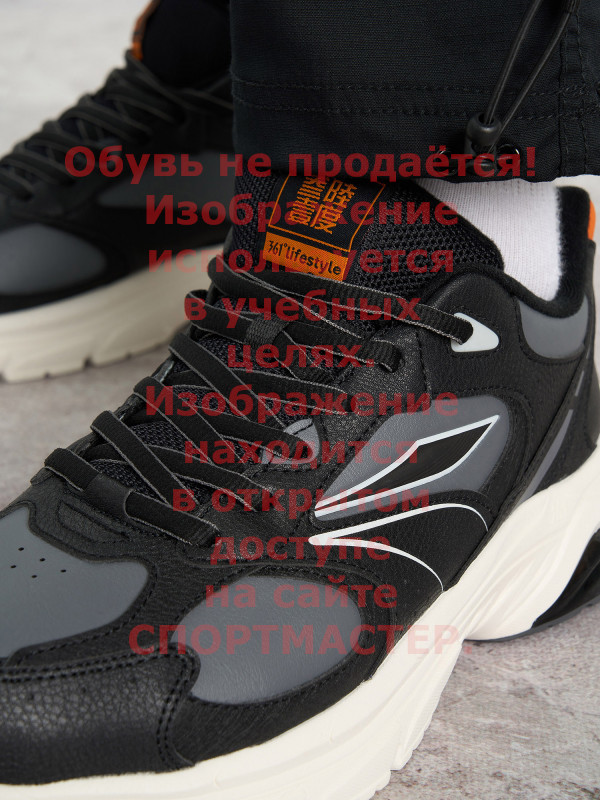 Обувь не продаётся!
Изображение
используется
в учебных
целях.
Изображение
находится
в открытом
доступе
на сайте
СПОРТМАСТЕР.
361°lifestyle